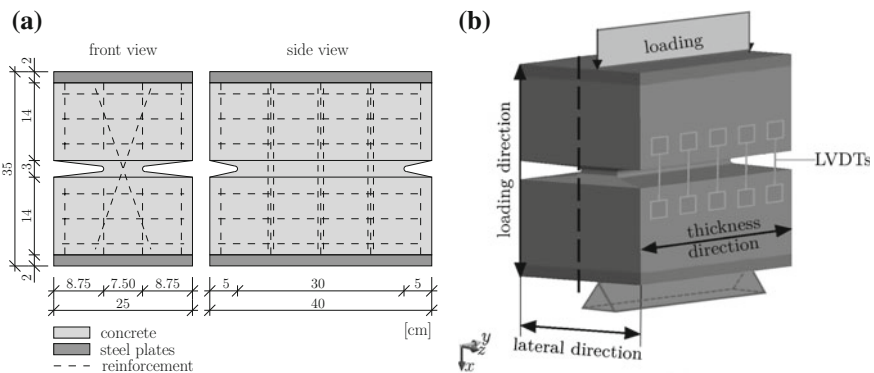 (a)
front view
side view
2
14
3
14
2
35
8.75
7.50
8.75
25
5
30
5
40
[cm]
concrete
steel plates
reinforcement
(b)
loading
loading direction
LVDTs
thickness
direction
lateral direction
y
z
x